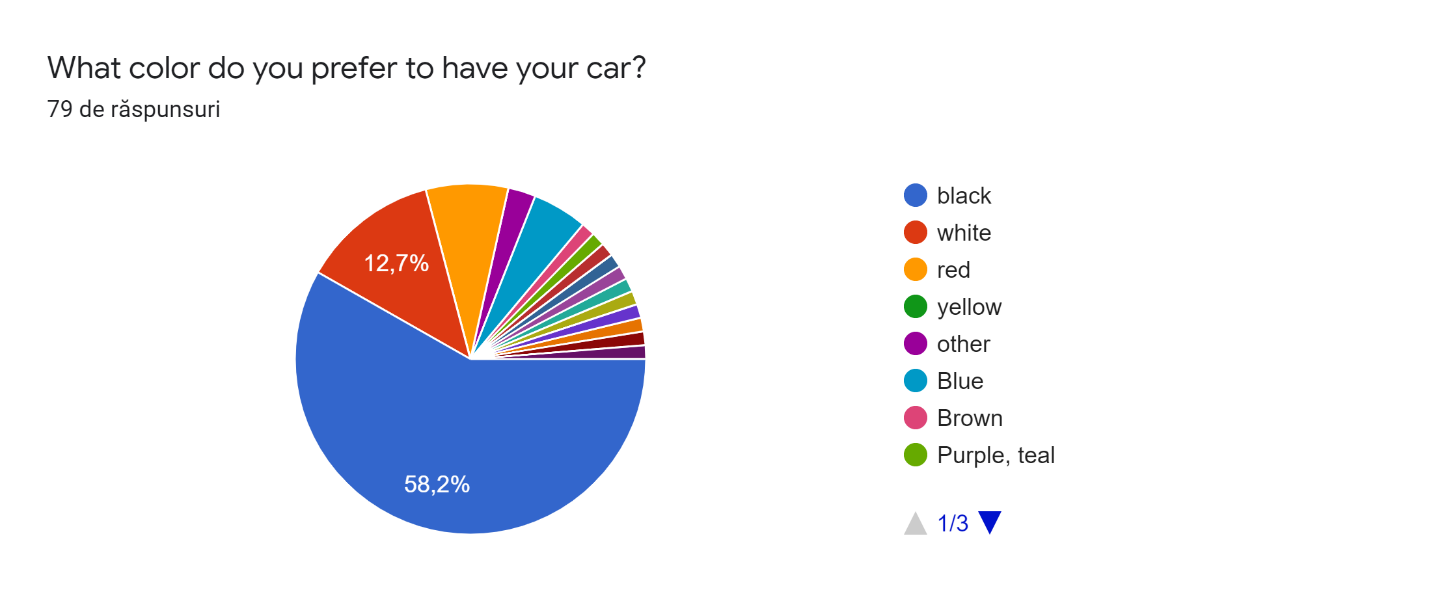 What color do you prefer to have your car?
79 de răspunsuri
12,7%
58,2%
black
white
red
yellow
other
Blue
Brown
Purple, teal
1/3